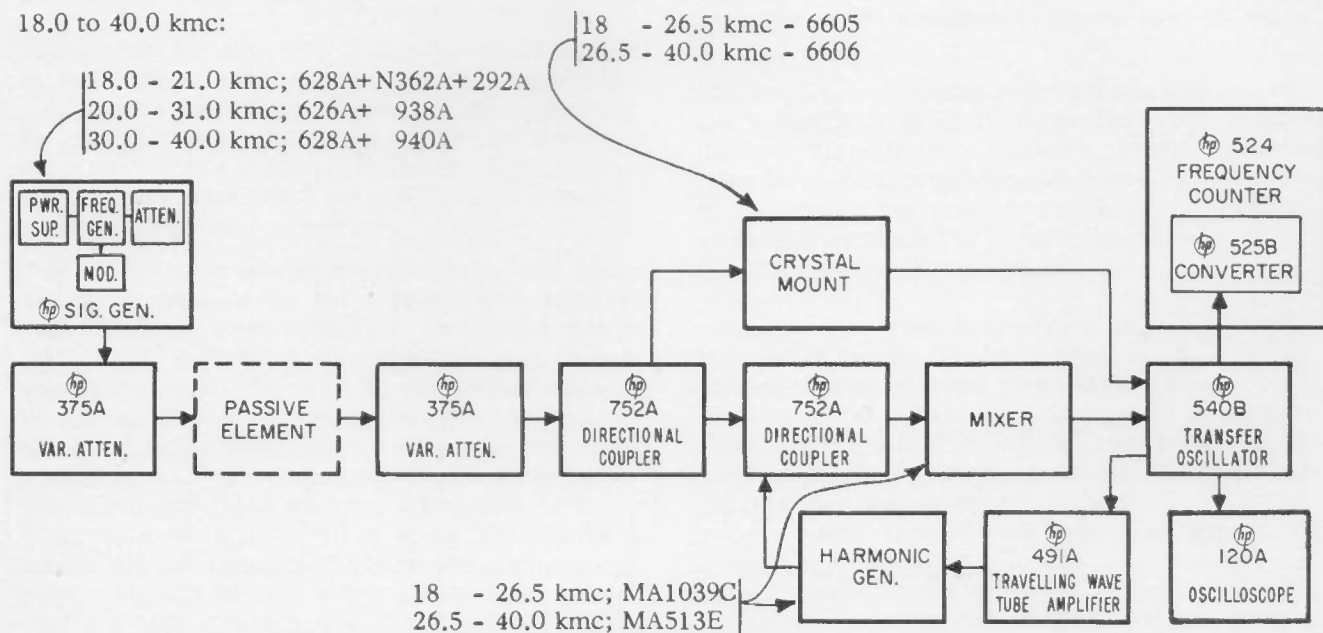 18.0 to 40.0 kmc:
18 - 26.5 kmc - 6605
26.5 - 40.0 kmc - 6606
18.0 - 21.0 kmc; 628A+ N362A+ 292A
20.0 - 31.0 kmc; 626A+ 938A
30.0 - 40.0 kmc; 628A+ 940A
PWR.
SUP.
FREQ.
GEN.
ATTEN.
MOD.
hp SIG. GEN.
CRYSTAL
MOUNT
hp 524
FREQUENCY
COUNTER
hp 525B
CONVERTER
hp
375A
VAR. ATTEN.
PASSIVE
ELEMENT
hp
375A
VAR. ATTEN.
hp
752A
DIRECTIONAL
COUPLER
hp
752A
DIRECTIONAL
COUPLER
MIXER
hp
540B
TRANSFER
OSCILLATOR
HARMONIC
GEN.
hp
491A
TRAVELLING WAVE
TUBE AMPLIFIER
hp
120A
OSCILLOSCOPE
18 - 26.5 kmc; MA1039C
26.5 - 40.0 kmc; MA513E